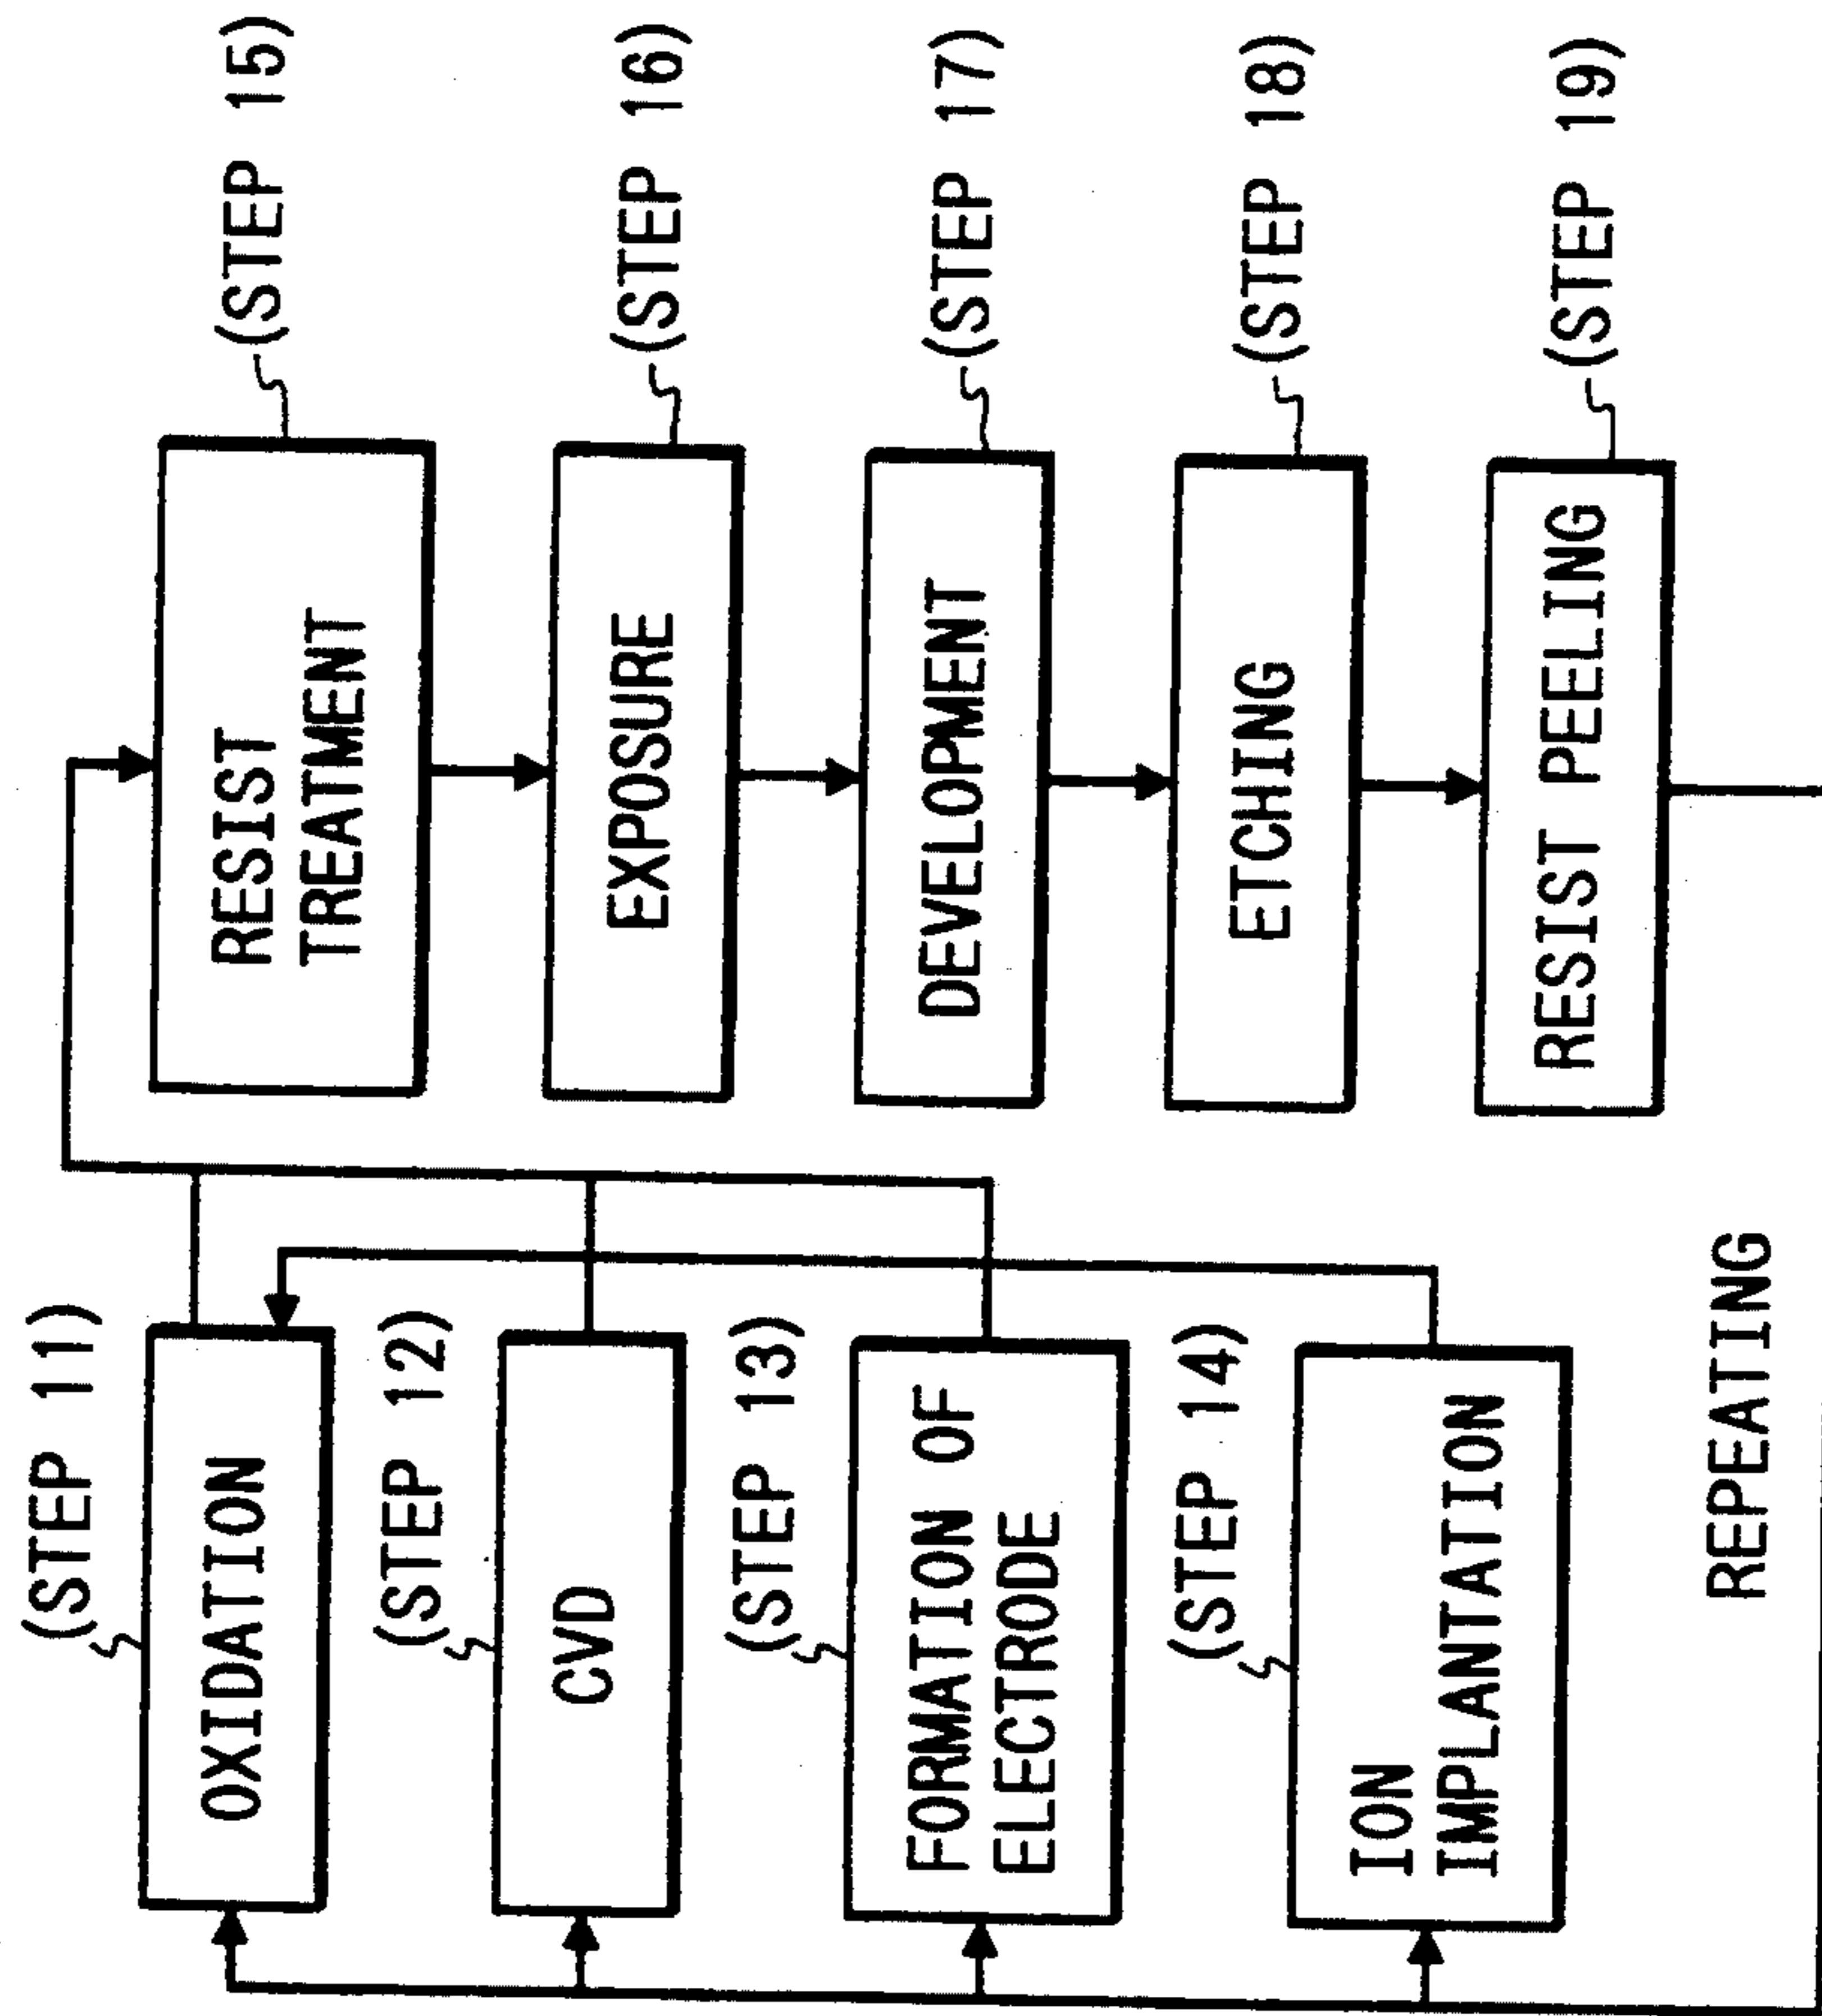 (STEP 11)
OXIDATION
(STEP 12)
CVD
(STEP 13)
FORMATION OF
ELECTRODE
(STEP 14)
ION
IMPLANTATION
REPEATING
RESIST
TREATMENT
(STEP 15)
EXPOSURE
(STEP 16)
DEVELOPMENT
(STEP 17)
ETCHING
(STEP 18)
RESIST PEELING
(STEP 19)